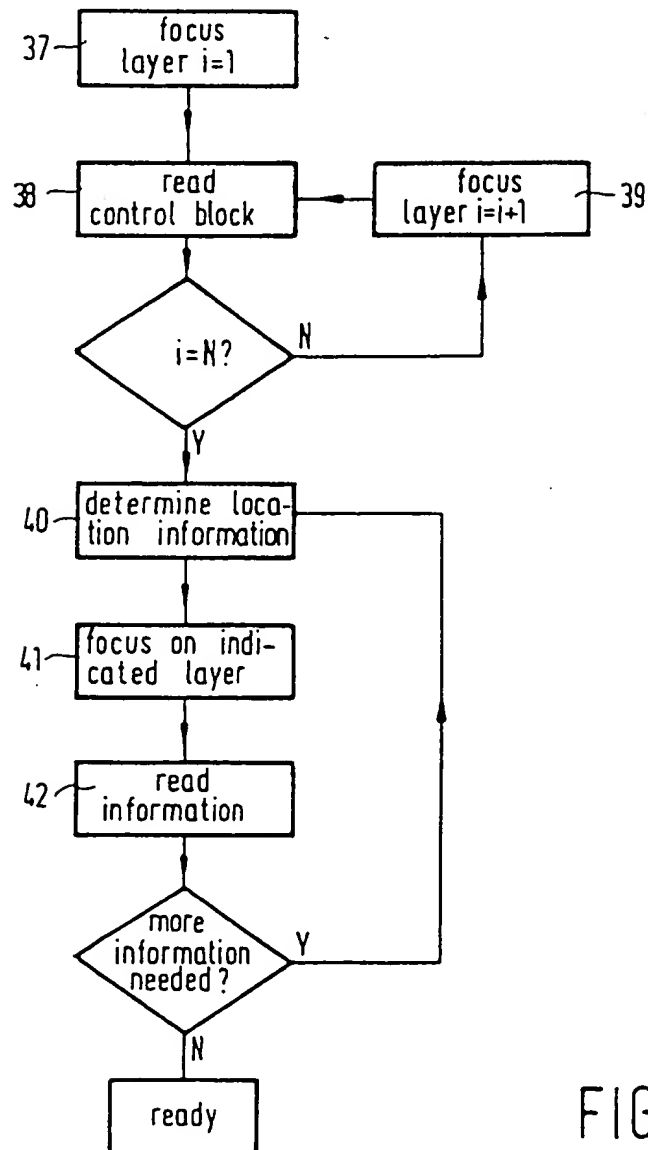 37
focus
layer i=1
38
read
control block
focus
layer i=i+1
39
i=N?
N
Y
40
determine loca-
tion information
41
focus on indi-
cated layer
42
read
information
more
information
needed?
Y
N
ready
FIG